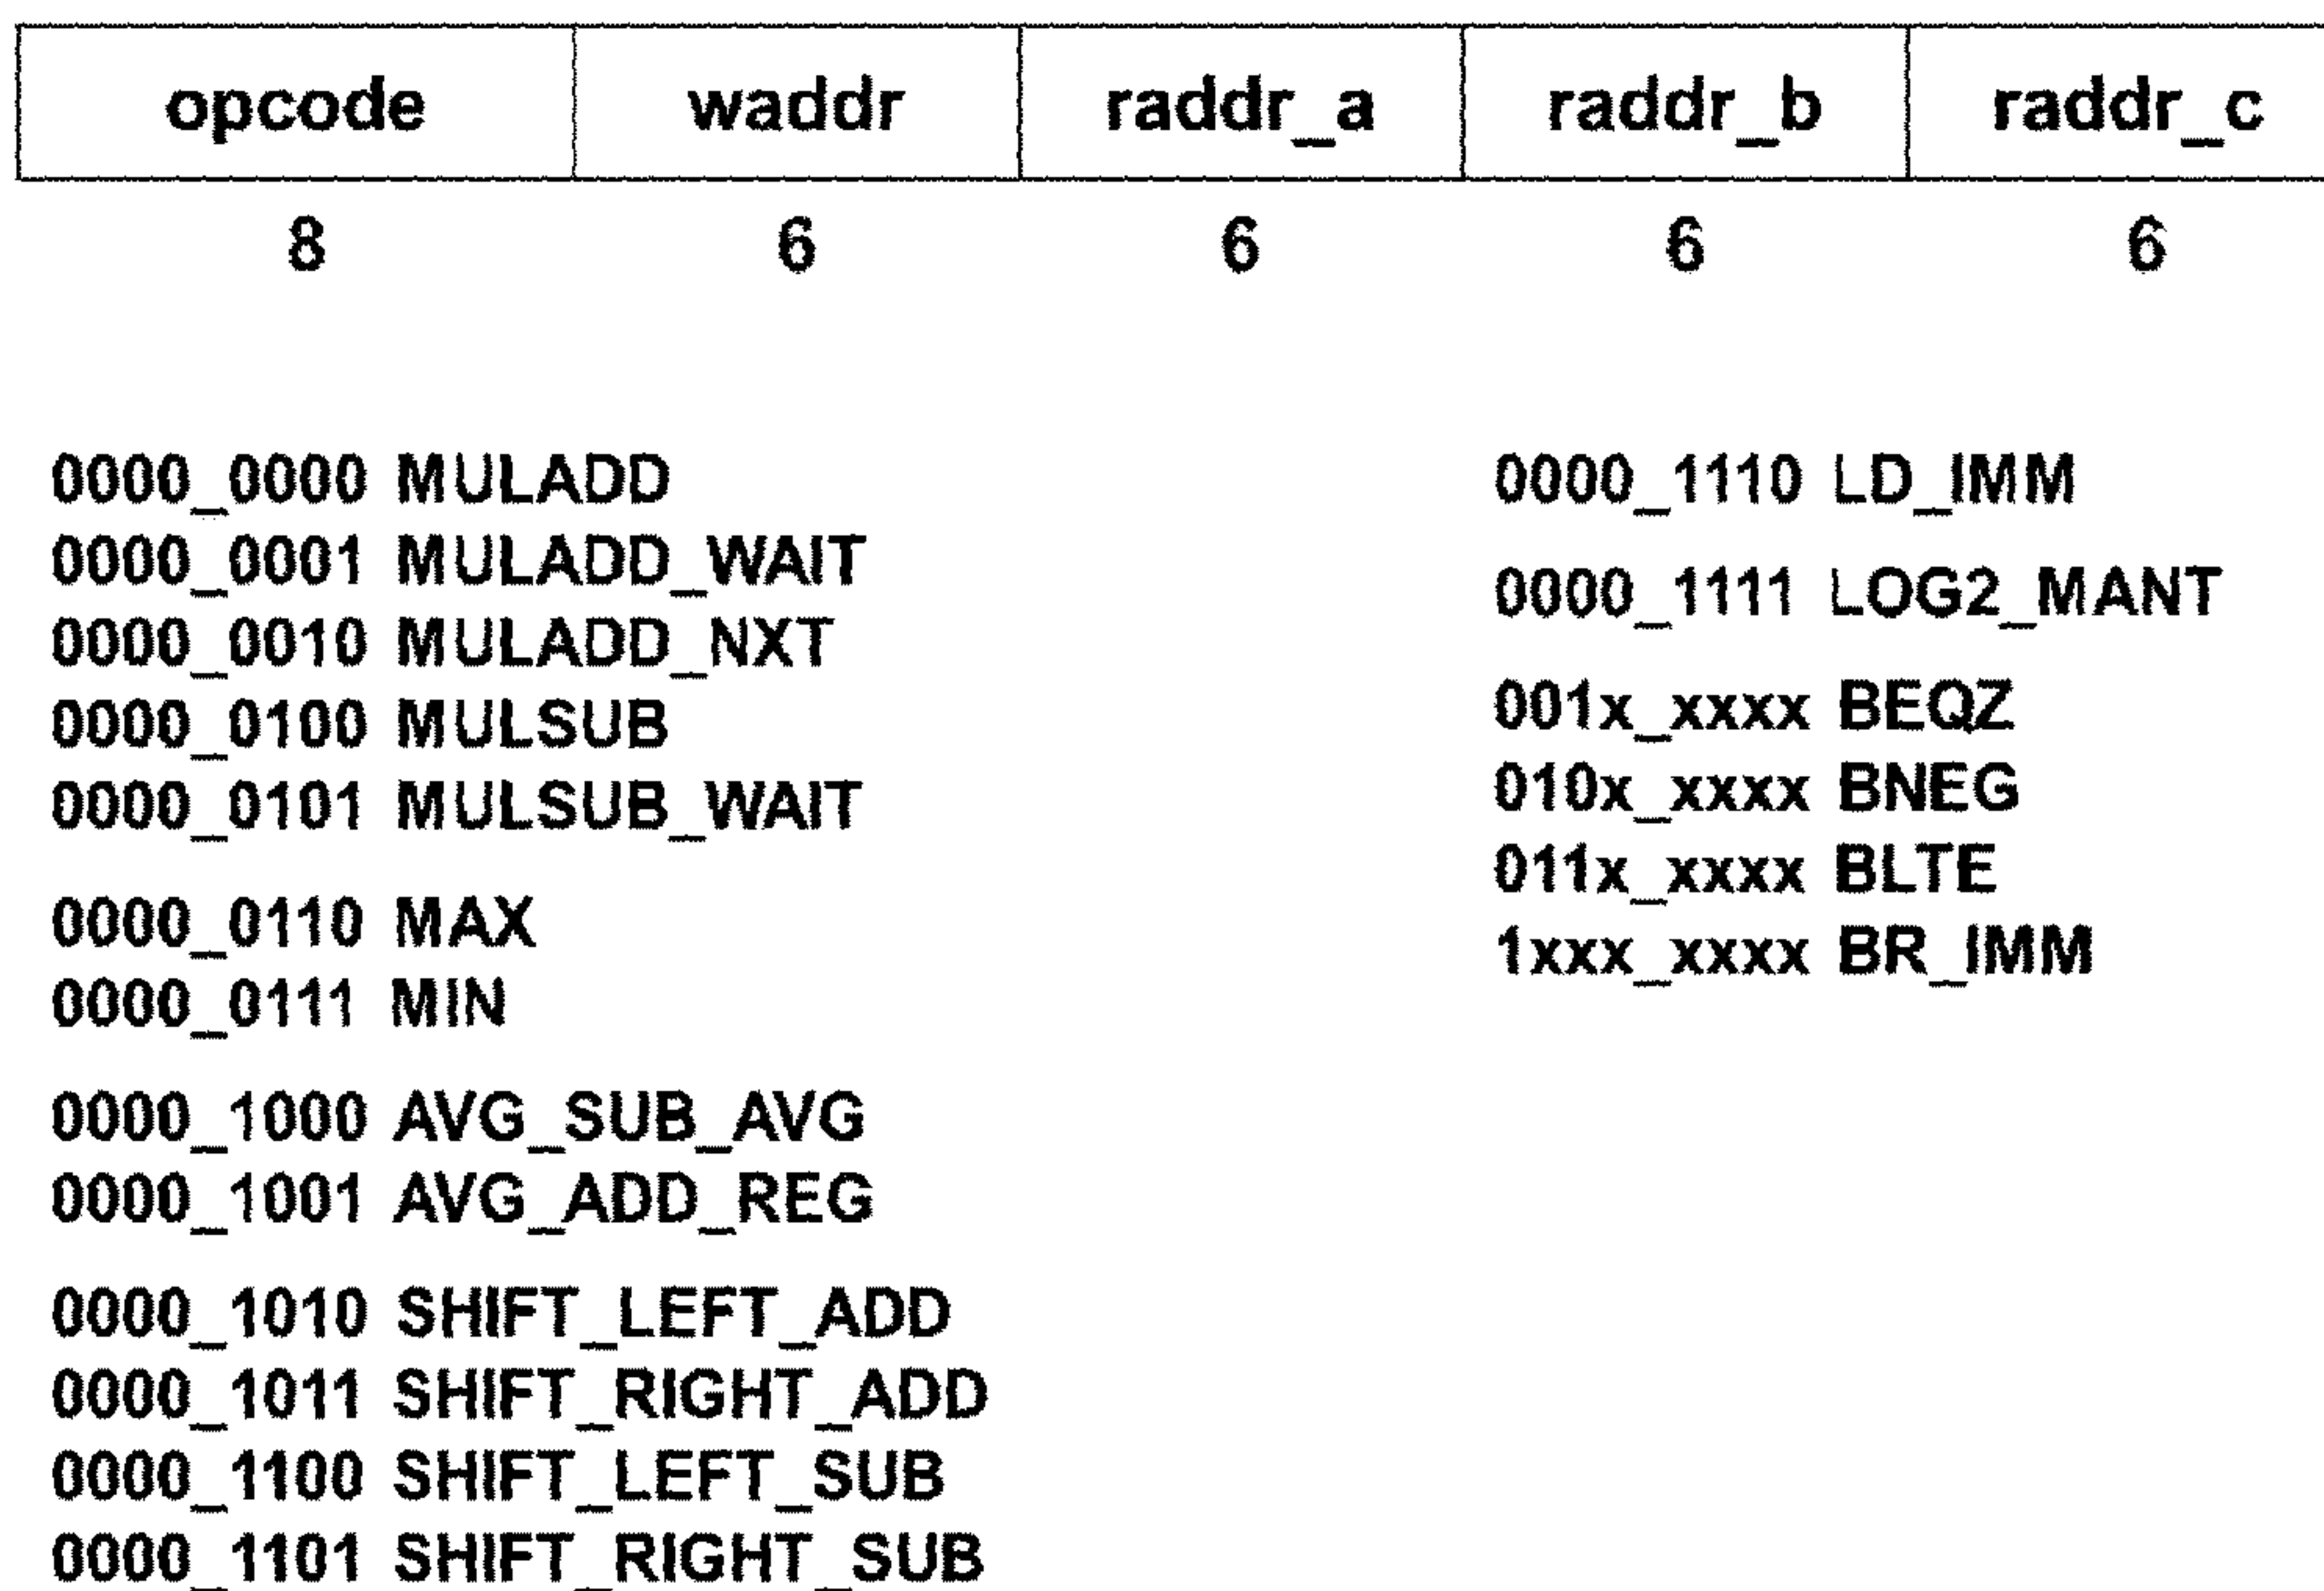 opcode waddr raddr_a raddr_b raddr_c
8 6 6 6 6
0000_0000 MULADD
0000_0001 MULADD_WAIT
0000_0010 MULADD_NXT
0000_0100 MULSUB
0000_0101 MULSUB_WAIT
0000_0110 MAX
0000_0111 MIN
0000_1000 AVG_SUB_AVG
0000_1001 AVG_ADD_REG
0000_1010 SHIFT_LEFT_ADD
0000_1011 SHIFT_RIGHT_ADD
0000_1100 SHIFT_LEFT_SUB
0000_1101 SHIFT_RIGHT_SUB
0000_1110 LD_IMM
0000_1111 LOG2_MANT
001x_xxxx BEQZ
010x_xxxx BNEG
011x_xxxx BLTE
1xxx_xxxx BR_IMM